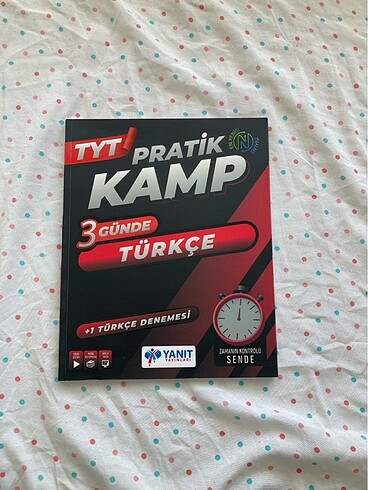 TYT
PRATİK
KAMP
3 GÜNDE
TÜRKÇE
+1 TÜRKÇE DENEMESİ
YANIT
YAYINLARI
ZAMANIN KONTROLÜ
SENDE